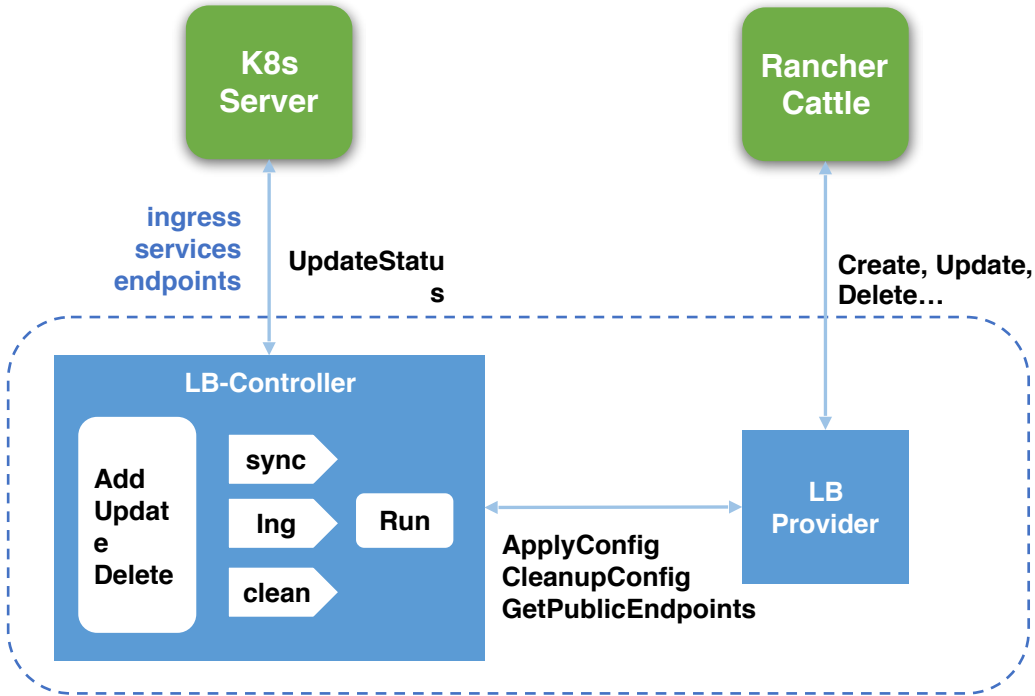 K8s
Server
Rancher
Cattle
ingress
services
endpoints
UpdateStatu
s
Create, Update,
Delete…
LB-Controller
Add
Updat
e
Delete
sync
Ing
clean
Run
ApplyConfig
CleanupConfig
GetPublicEndpoints
LB
Provider